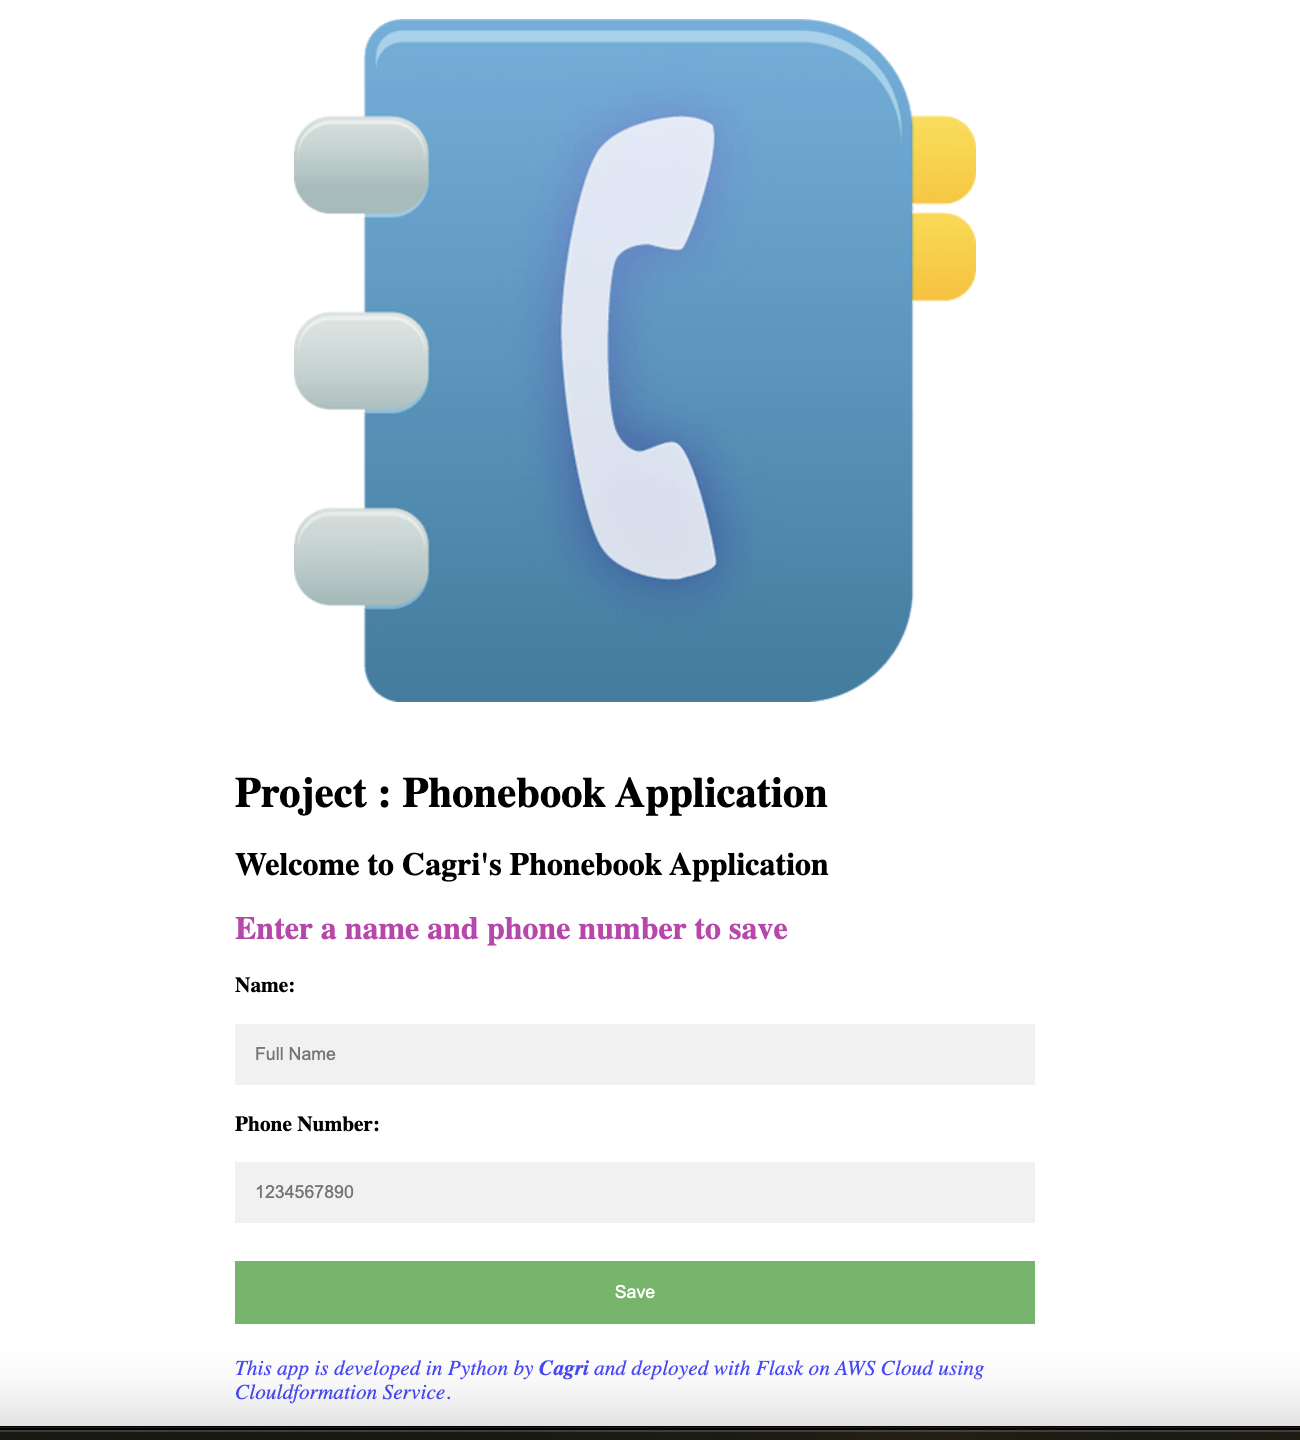 Project : Phonebook Application
Welcome to Cagri's Phonebook Application
Enter a name and phone number to save
Name:
Full Name
Phone Number:
1234567890
Save
This app is developed in Python by Cagri and deployed with Flask on AWS Cloud using
Clouldformation Service.